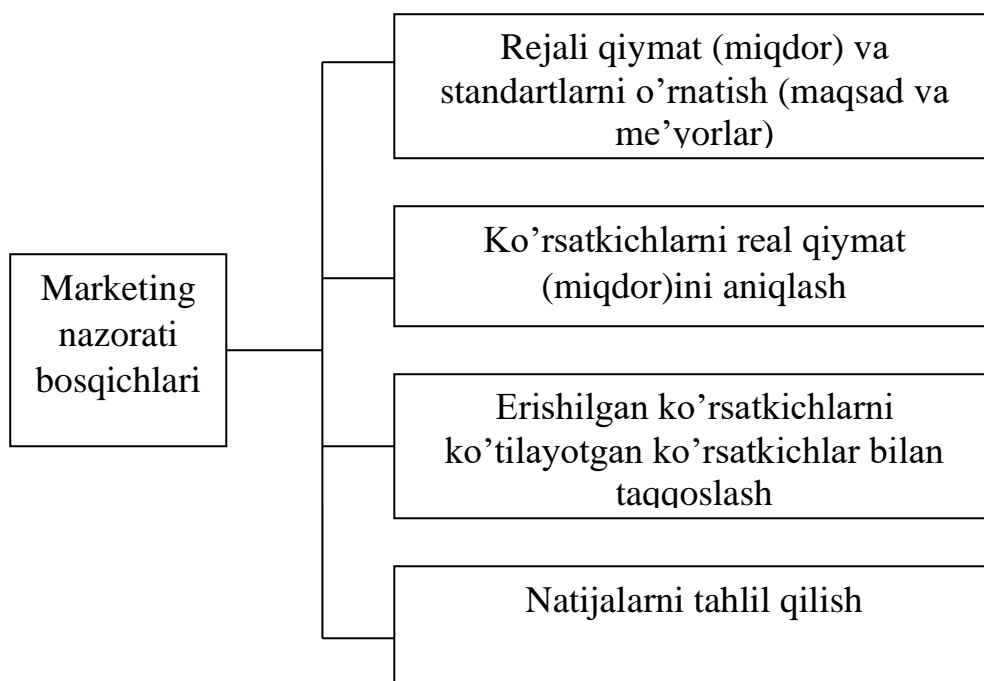 Rejali qiymat (miqdor) va
standartlarni o’rnatish (maqsad va
me’yorlar)
Ko’rsatkichlarni real qiymat
(miqdor)ini aniqlash
Marketing
nazorati
bosqichlari
Erishilgan ko’rsatkichlarni
ko’tilayotgan ko’rsatkichlar bilan
taqqoslash
Natijalarni tahlil qilish